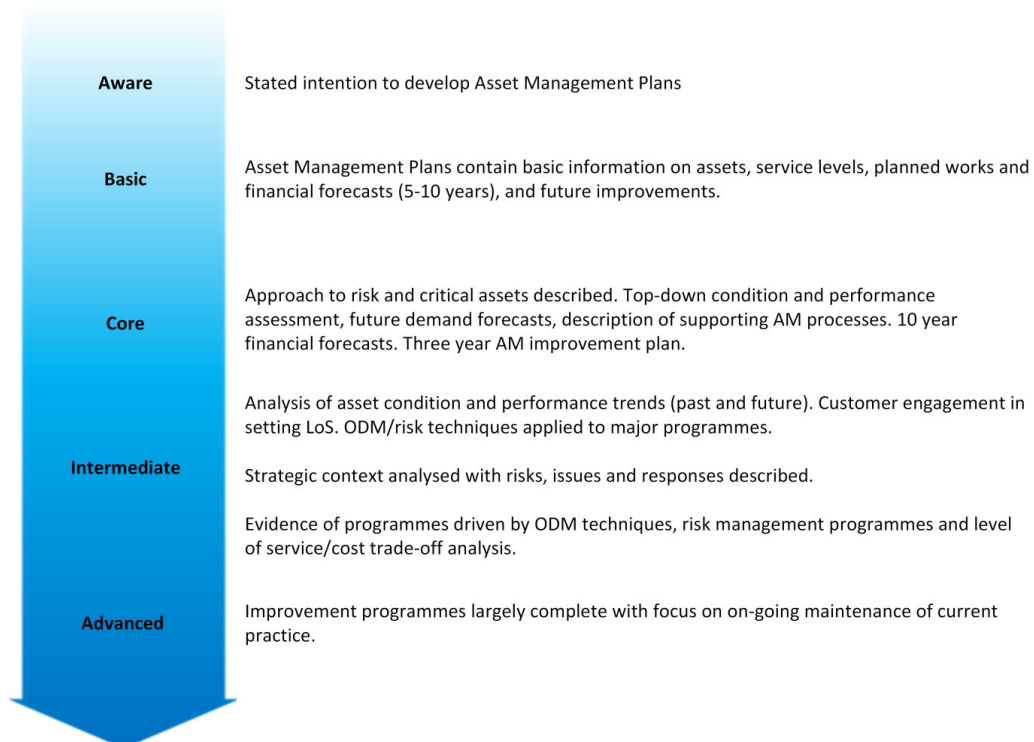 Aware
Stated intention to develop Asset Management Plans
Basic
Asset Management Plans contain basic information on assets, service levels, planned works and
financial forecasts (5-10 years), and future improvements.
Core
Approach to risk and critical assets described. Top-down condition and performance
assessment, future demand forecasts, description of supporting AM processes. 10 year
financial forecasts. Three year AM improvement plan.
Intermediate
Analysis of asset condition and performance trends (past and future). Customer engagement in
setting LoS. ODM/risk techniques applied to major programmes.
Strategic context analysed with risks, issues and responses described.
Evidence of programmes driven by ODM techniques, risk management programmes and level
of service/cost trade-off analysis.
Advanced
Improvement programmes largely complete with focus on on-going maintenance of current
practice.